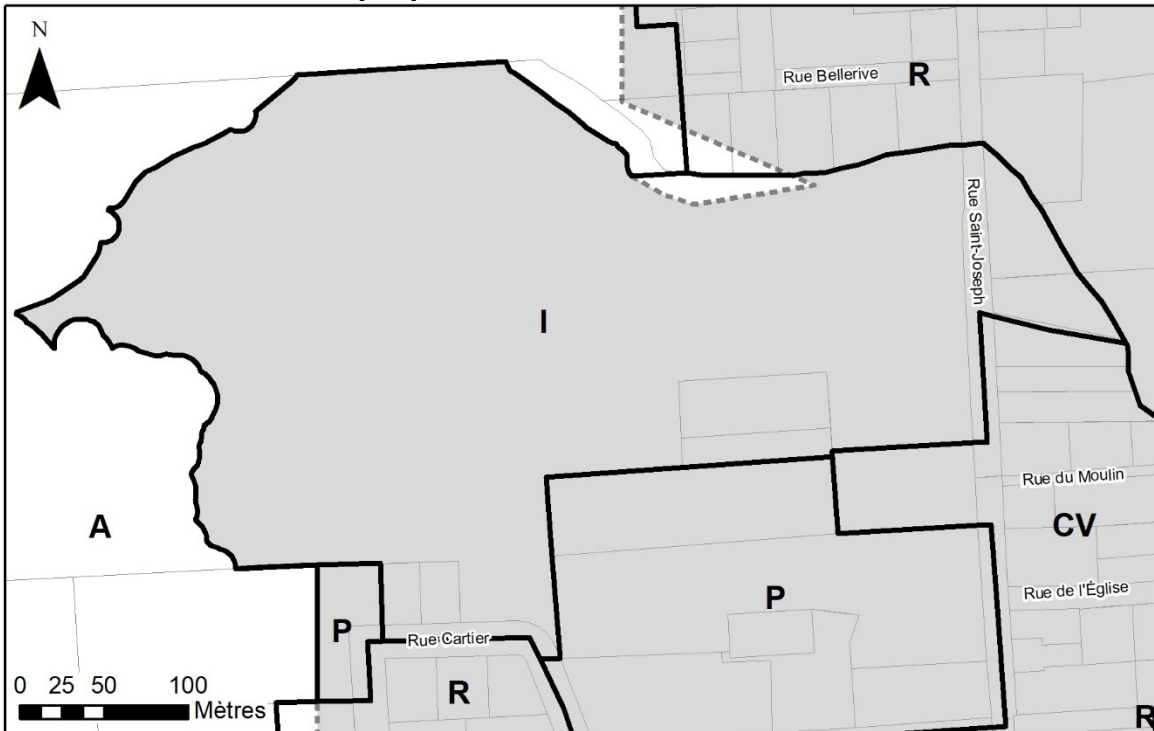 N
Rue Bellerive
R
Rue Saint-Joseph
I
Rue du Moulin
A
CV
Rue de l'Église
P
P
Rue Cartier
R
R
0 25 50 100
Mètres